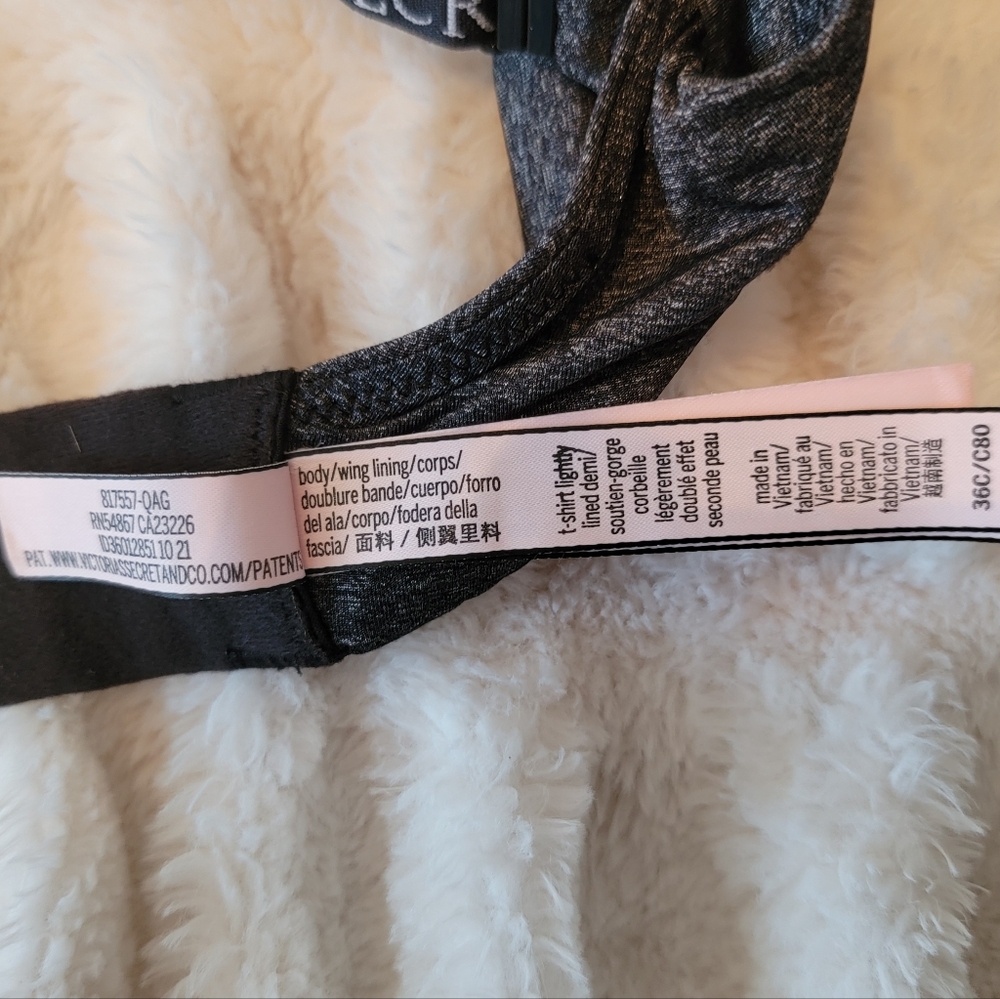 ECR
817557-QAG
RN54867 CA23226
ID36012851 10 21
PAT. WWW.VICTORIASSECRETANDCO.COM/PATENTS
body/wing lining/corps/
doublure bande/cuerpo/forro
del ala/corpo/fodera della
fascia/ 面料 / 侧翼里料
t-shirt lightly
lined demi/
soutien-gorge
corbeille
legèrement
doublé effet
seconde peau
made in
Vietnam/
fabriqué au
Vietnam/
hecho en
Vietnam/
fabbricato in
Vietnam/
越南制造
36C/C80